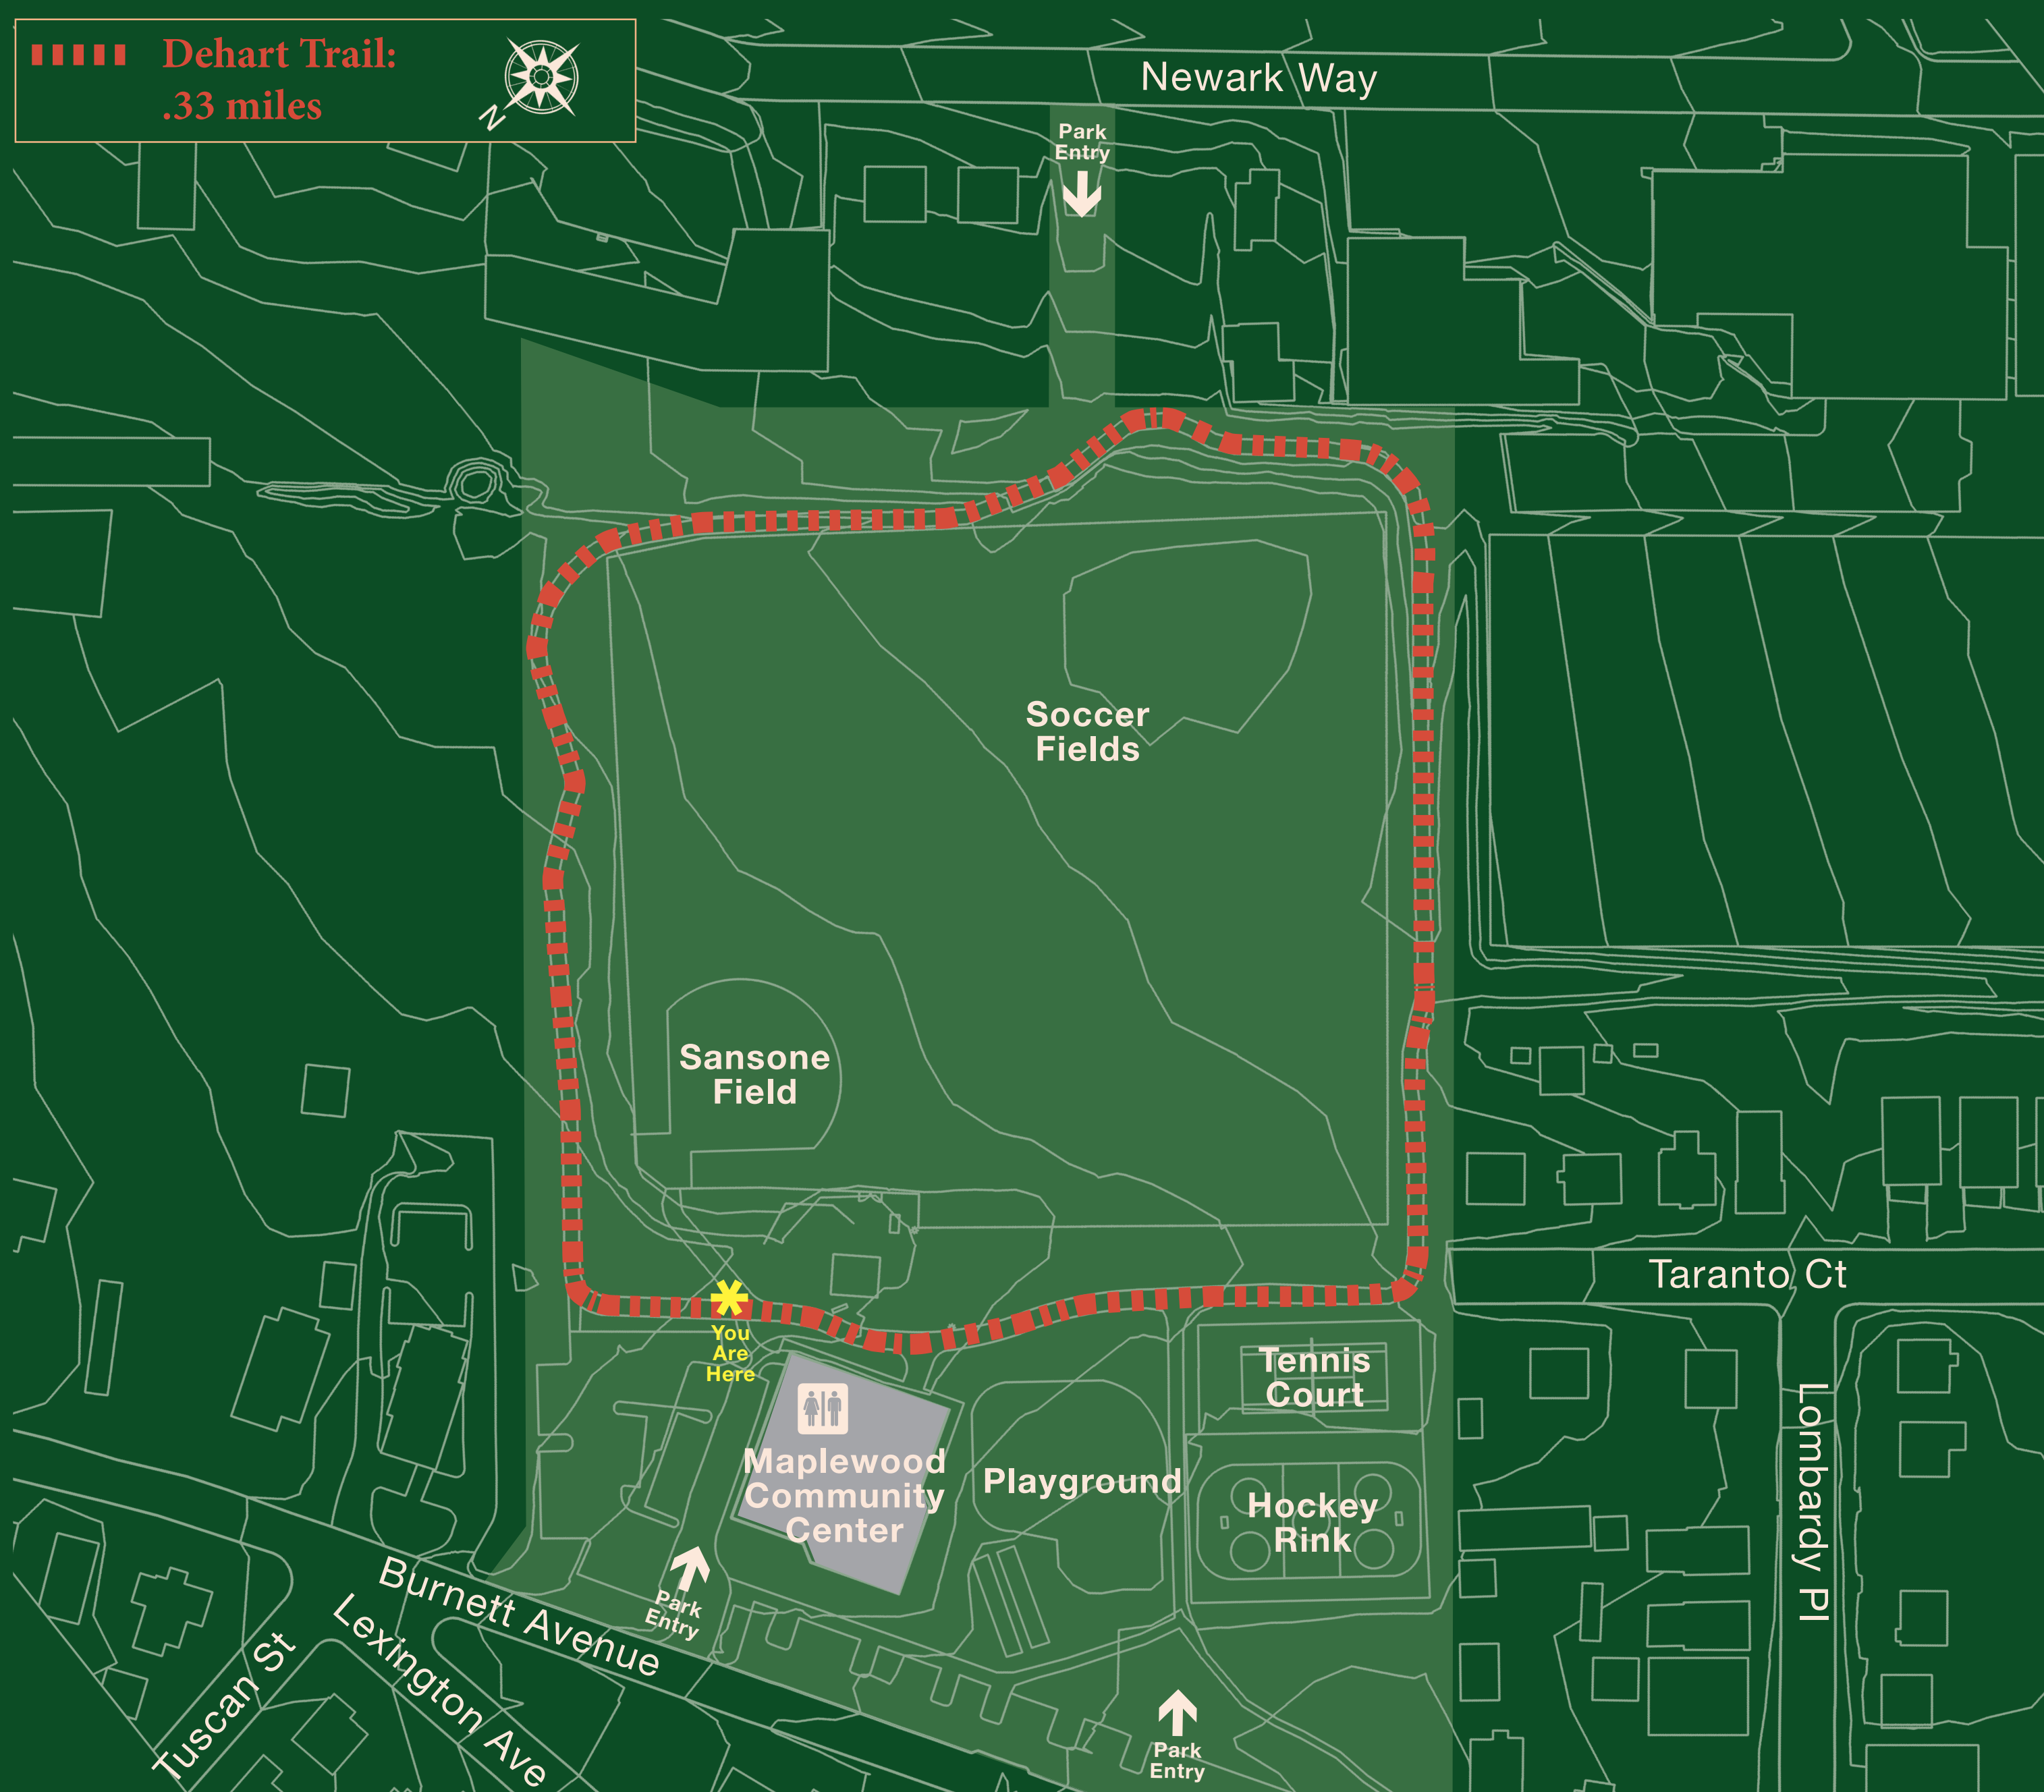 Dehart Trail:
.33 miles
N
Newark Way
Park
Entry
Soccer
Fields
Sansone
Field
Taranto Ct
You
Are
Here
Tennis
Court
Maplewood
Community
Center
Playground
Hockey
Rink
Lombardy Pl
Burnett Avenue
Park
Entry
Lexington Ave
Tuscan St
Park
Entry